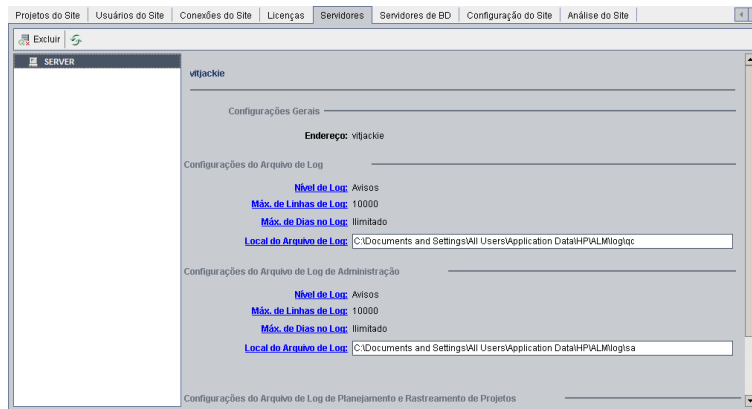 Projetos do Site Usuários do Site Conexões do Site Licenças Servidores Servidores de BD Configuração do Site Análise do Site
Excluir
SERVER
vitjackie
Configurações Gerais
Endereço: vitjackie
Configurações do Arquivo de Log
Nível de Log: Avisos
Máx. de Linhas de Log: 10000
Máx. de Dias no Log: Ilimitado
Local do Arquivo de Log: C:\Documents and Settings\All Users\Application Data\HP\ALM\log\qc
Configurações do Arquivo de Log de Administração
Nível de Log: Avisos
Máx. de Linhas de Log: 10000
Máx. de Dias no Log: Ilimitado
Local do Arquivo de Log: C:\Documents and Settings\All Users\Application Data\HP\ALM\log\sa
Configurações do Arquivo de Log de Planejamento e Rastreamento de Projetos